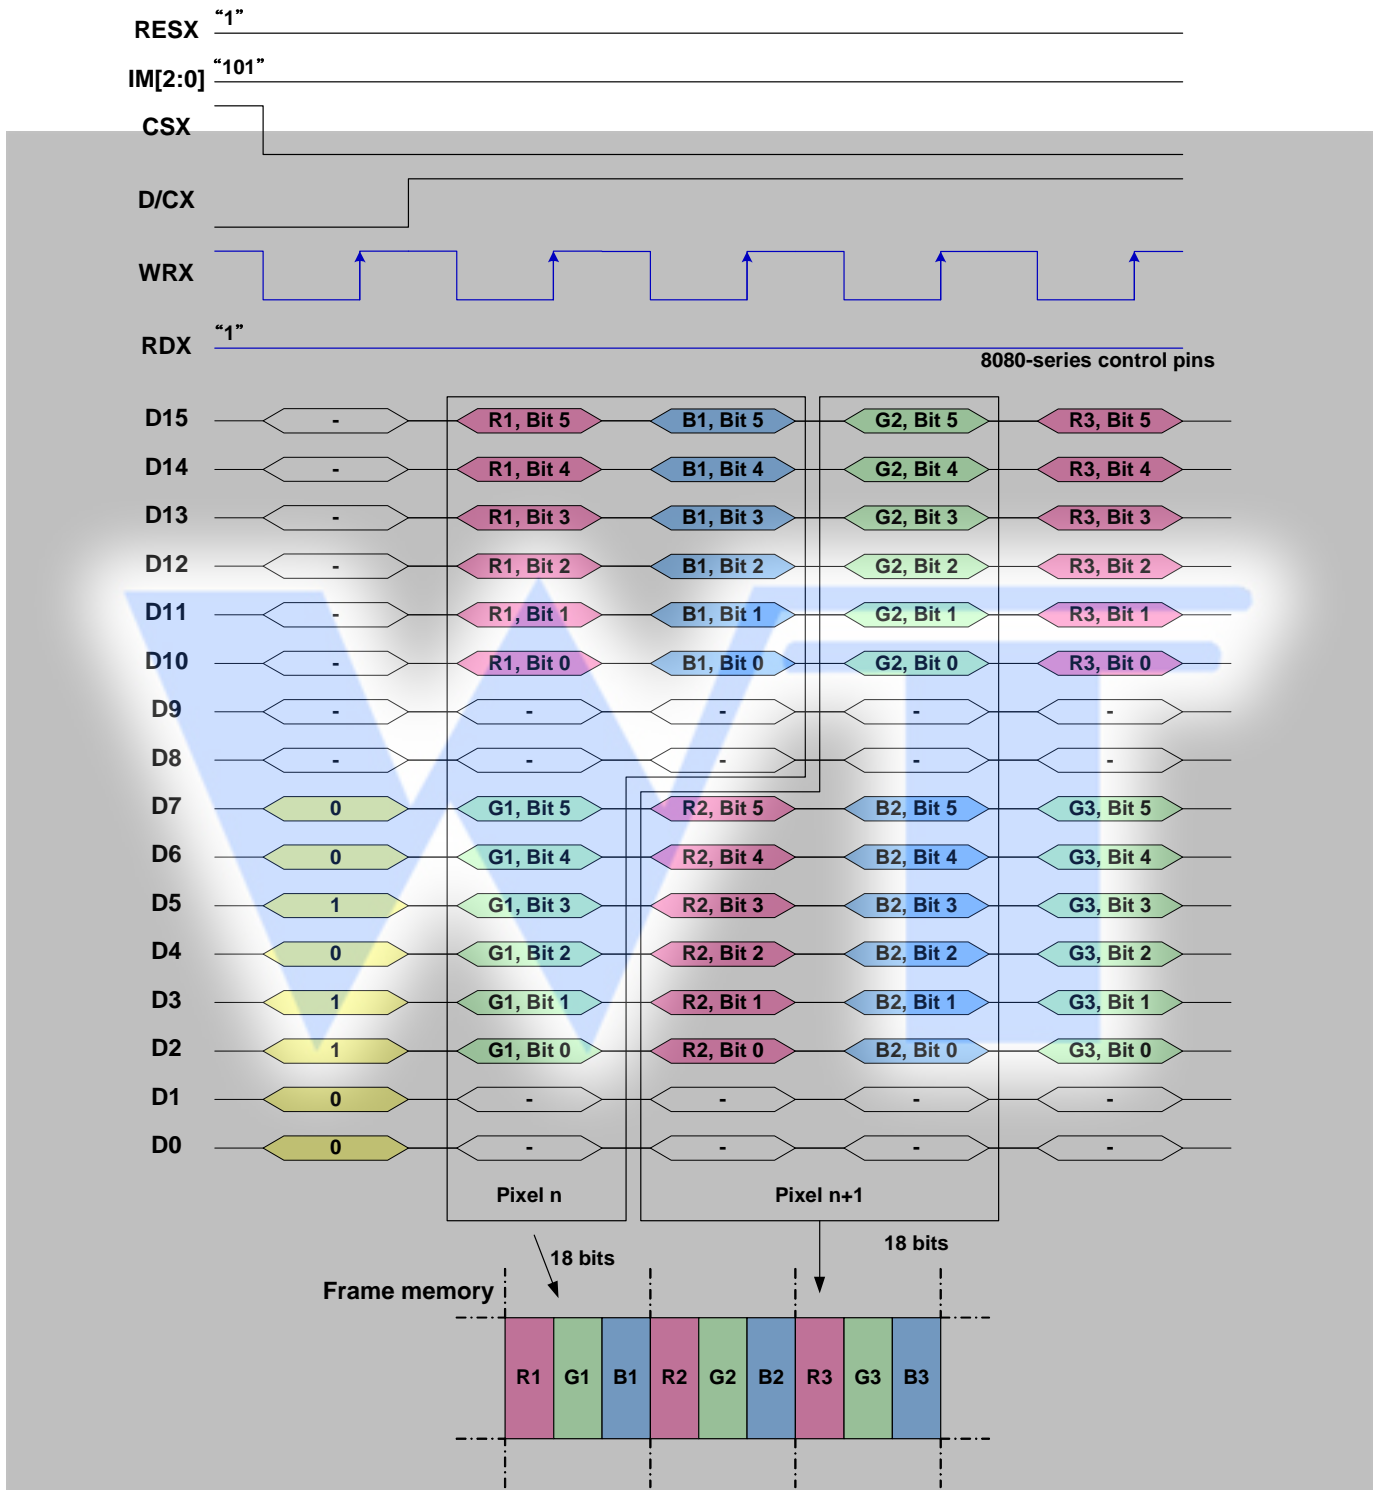 RESX “1”
IM[2:0] “101”
CSX
D/CX
WRX
RDX “1”
8080-series control pins
D15 - R1, Bit 5 B1, Bit 5 G2, Bit 5 R3, Bit 5
D14 - R1, Bit 4 B1, Bit 4 G2, Bit 4 R3, Bit 4
D13 - R1, Bit 3 B1, Bit 3 G2, Bit 3 R3, Bit 3
D12 - R1, Bit 2 B1, Bit 2 G2, Bit 2 R3, Bit 2
D11 - R1, Bit 1 B1, Bit 1 G2, Bit 1 R3, Bit 1
D10 - R1, Bit 0 B1, Bit 0 G2, Bit 0 R3, Bit 0
D9 - - - - -
D8 - - - - -
D7 0 G1, Bit 5 R2, Bit 5 B2, Bit 5 G3, Bit 5
D6 0 G1, Bit 4 R2, Bit 4 B2, Bit 4 G3, Bit 4
D5 1 G1, Bit 3 R2, Bit 3 B2, Bit 3 G3, Bit 3
D4 0 G1, Bit 2 R2, Bit 2 B2, Bit 2 G3, Bit 2
D3 1 G1, Bit 1 R2, Bit 1 B2, Bit 1 G3, Bit 1
D2 1 G1, Bit 0 R2, Bit 0 B2, Bit 0 G3, Bit 0
D1 0 - - - -
D0 0 - - - -
Pixel n Pixel n+1
18 bits 18 bits
Frame memory
R1 G1 B1 R2 G2 B2 R3 G3 B3